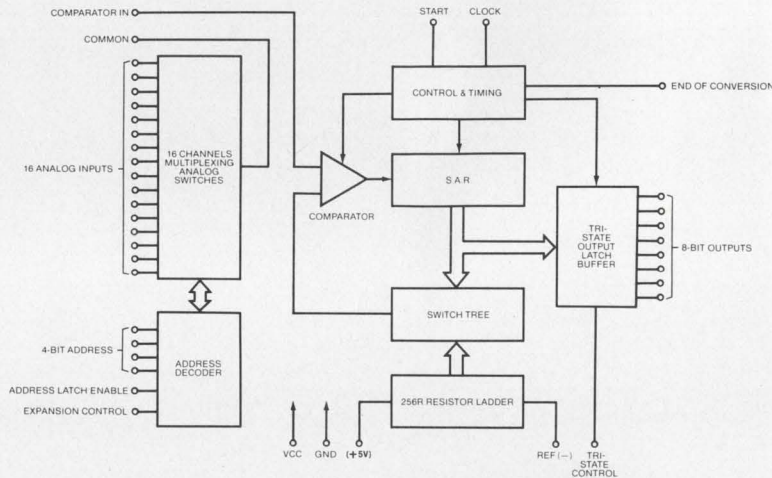 START
CLOCK
COMPARATOR IN
COMMON
CONTROL & TIMING
END OF CONVERSION
16 ANALOG INPUTS
16 CHANNELS
MULTIPLEXING
ANALOG
SWITCHES
S.A.R
COMPARATOR
TRI-
STATE
OUTPUT
LATCH
BUFFER
8-BIT OUTPUTS
SWITCH TREE
4-BIT ADDRESS
ADDRESS
DECODER
ADDRESS LATCH ENABLE
EXPANSION CONTROL
256R RESISTOR LADDER
VCC
GND
(+5V)
REF (−)
TRI-
STATE
CONTROL